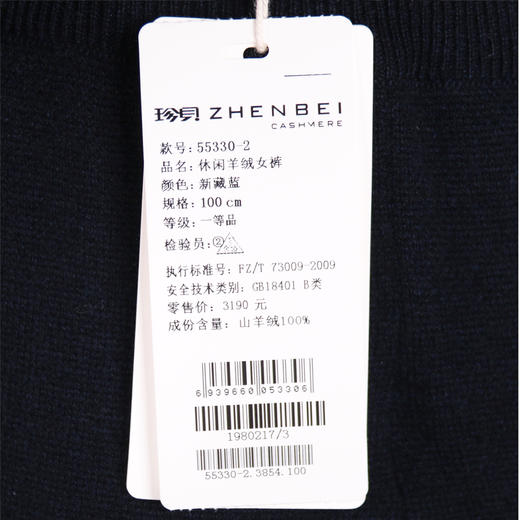 珍贝 ZHENBEI
CASHMERE
款号: 55330-2
品名: 休闲羊绒女裤
颜色: 新藏蓝
规格: 100cm
等级: 一等品
检验员: ②
执行标准号: FZ/T 73009-2009
安全技术类别: GB18401 B类
零售价: 3190 元
成份含量: 山羊绒100%
6 939660 053306
1980217/3
55330-2.3854.100